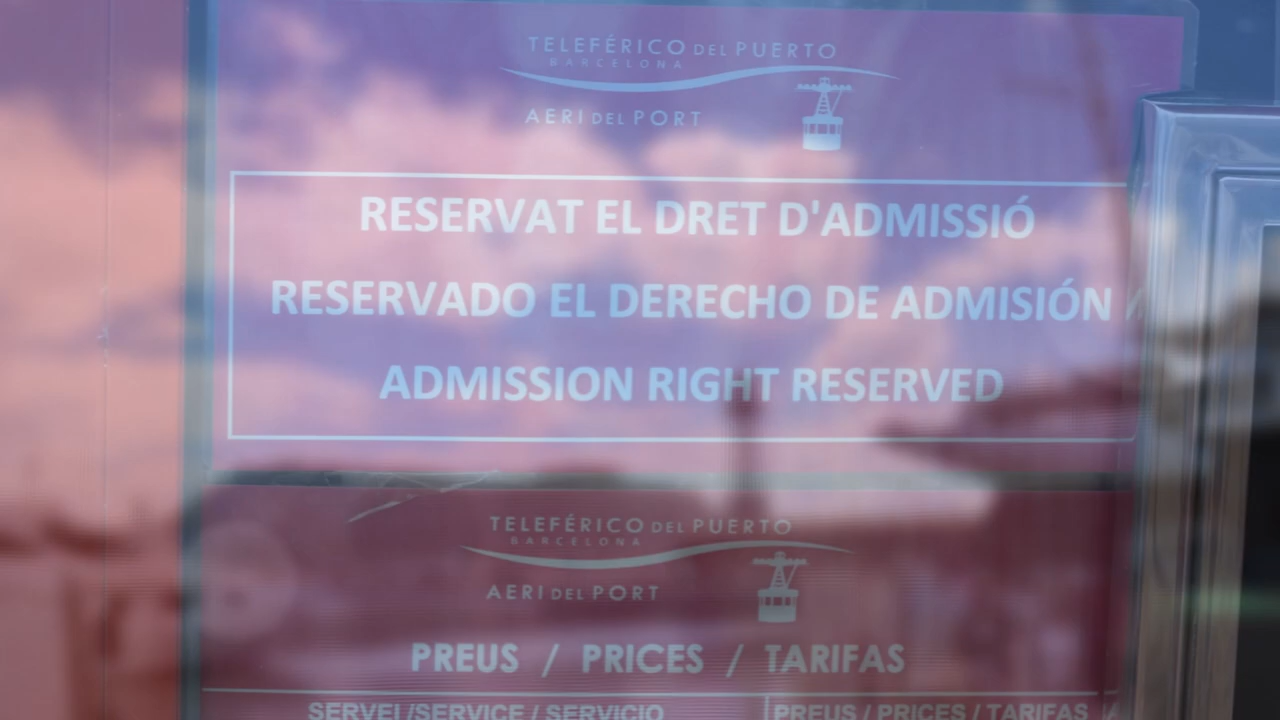 TELEFÉRICO DEL PUERTO
BARCELONA
AERI DEL PORT
RESERVAT EL DRET D'ADMISSIÓ
RESERVADO EL DERECHO DE ADMISIÓN /
ADMISSION RIGHT RESERVED
TELEFÉRICO DEL PUERTO
BARCELONA
AERI DEL PORT
PREUS / PRICES / TARIFAS
SERVEI /SERVICE / SERVICIO
PREUS / PRICES / TARIFAS